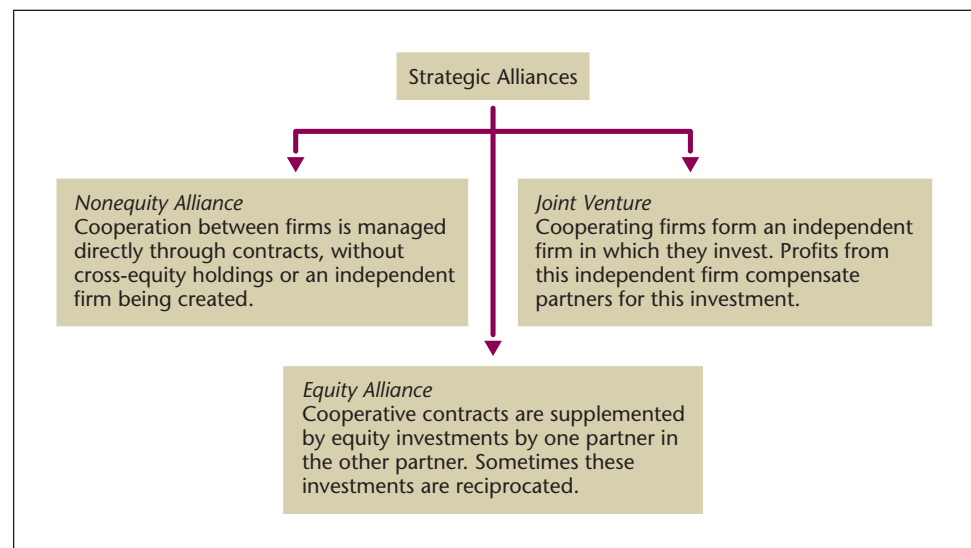 Strategic Alliances
Nonequity Alliance
Cooperation between firms is managed
directly through contracts, without
cross-equity holdings or an independent
firm being created.
Joint Venture
Cooperating firms form an independent
firm in which they invest. Profits from
this independent firm compensate
partners for this investment.
Equity Alliance
Cooperative contracts are supplemented
by equity investments by one partner in
the other partner. Sometimes these
investments are reciprocated.